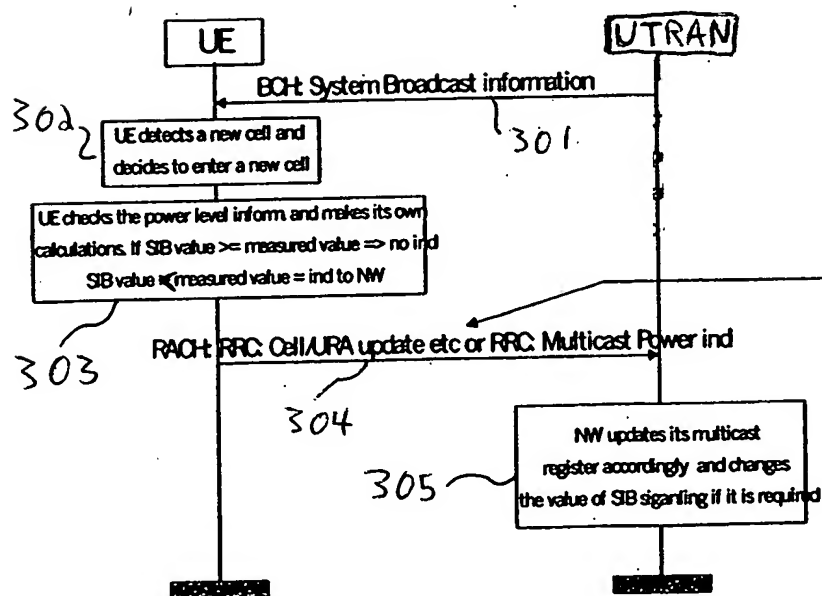 UE
UTRAN
BCH: System Broadcast information
301
302
UE detects a new cell and
decides to enter a new cell
UE checks the power level inform. and makes its own
calculations. If SIB value >= measured value => no ind
SIB value < measured value = ind to NW
303
RACH: RRC: Cell/URA update etc or RRC: Multicast Power ind
304
NW updates its multicast
register accordingly and changes
the value of SIB siganling if it is required
305